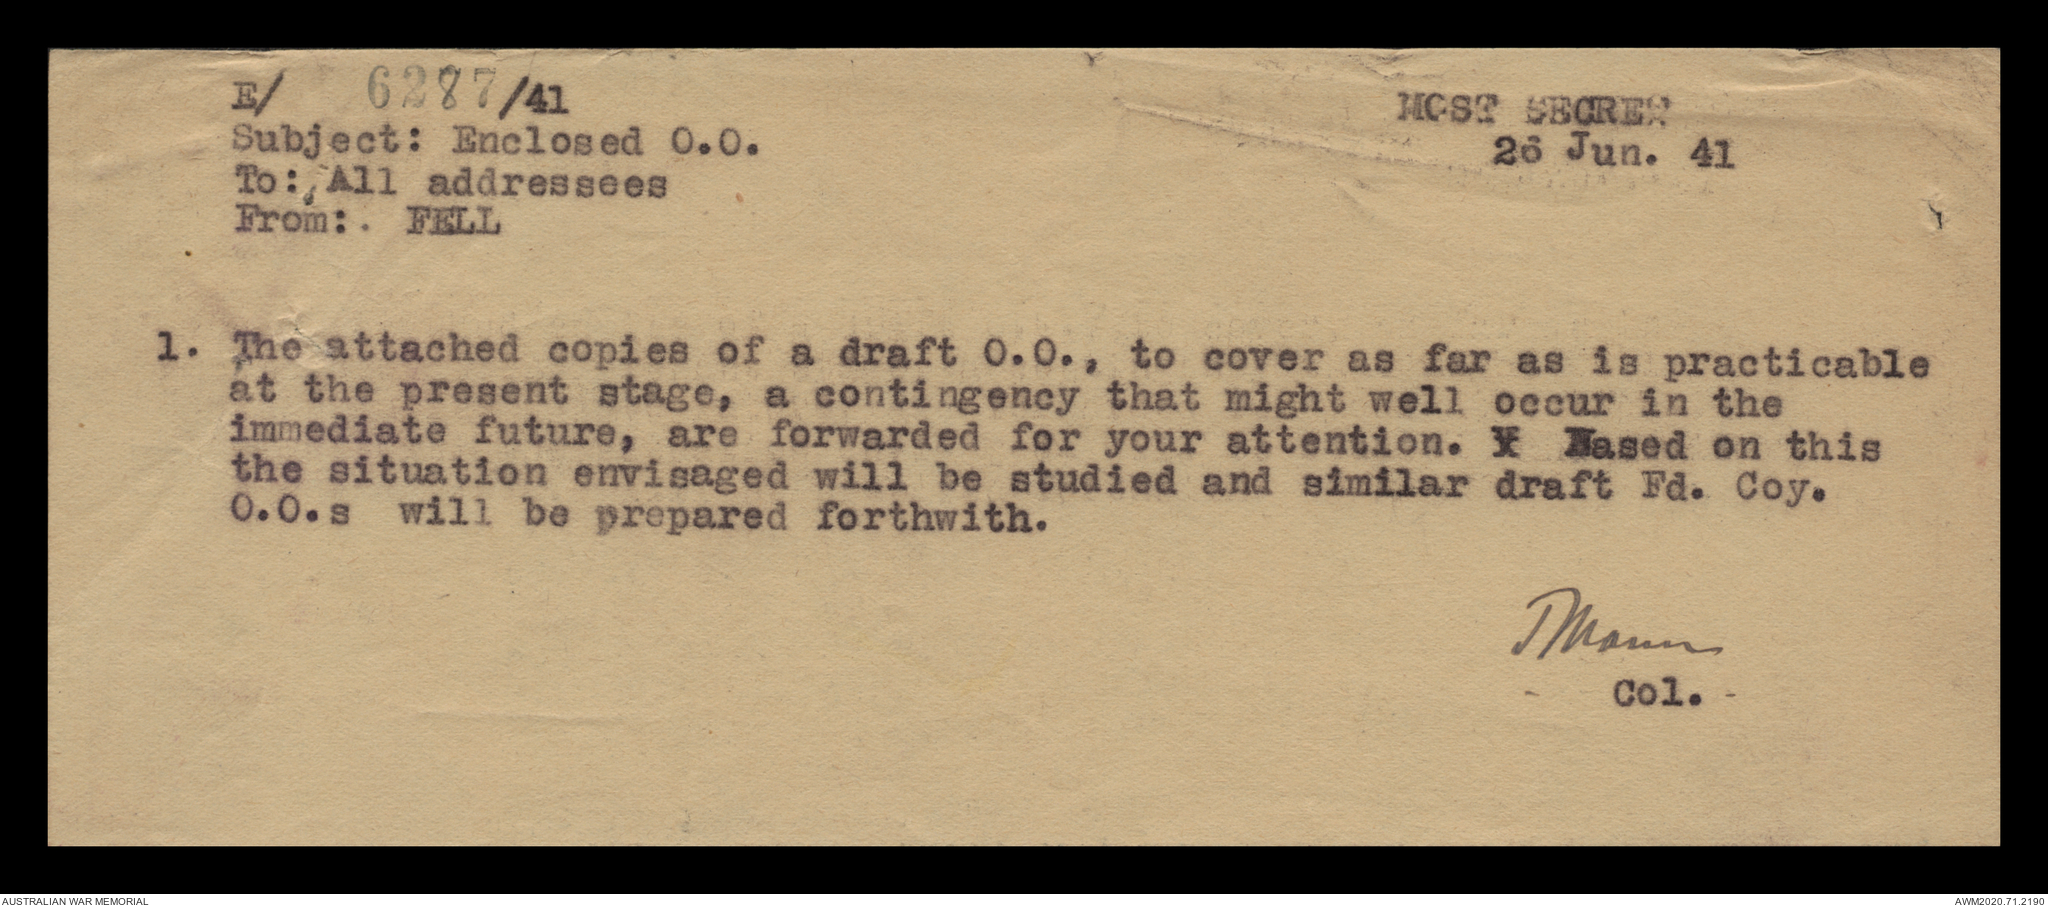 E/ 6277/41
MOST SECRET
Subject: Enclosed O.O.
26 Jun. 41
To: All addressees
From: . FELL
1. The attached copies of a draft O.O., to cover as far as is practicable
at the present stage, a contingency that might well occur in the
immediate future, are forwarded for your attention. Based on this
the situation envisaged will be studied and similar draft Fd. Coy.
O.O.s will be prepared forthwith.
Col.
AUSTRALIAN WAR MEMORIAL
AWM2020.71.2190